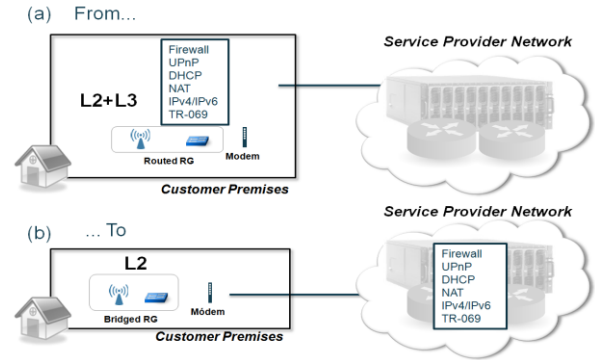 (a) From...
Service Provider Network
Firewall
UPnP
DHCP
NAT
IPv4/IPv6
TR-069
L2+L3
Routed RG
Modem
Customer Premises
(b) ... To
Service Provider Network
L2
Bridged RG
Módem
Customer Premises
Firewall
UPnP
DHCP
NAT
IPv4/IPv6
TR-069